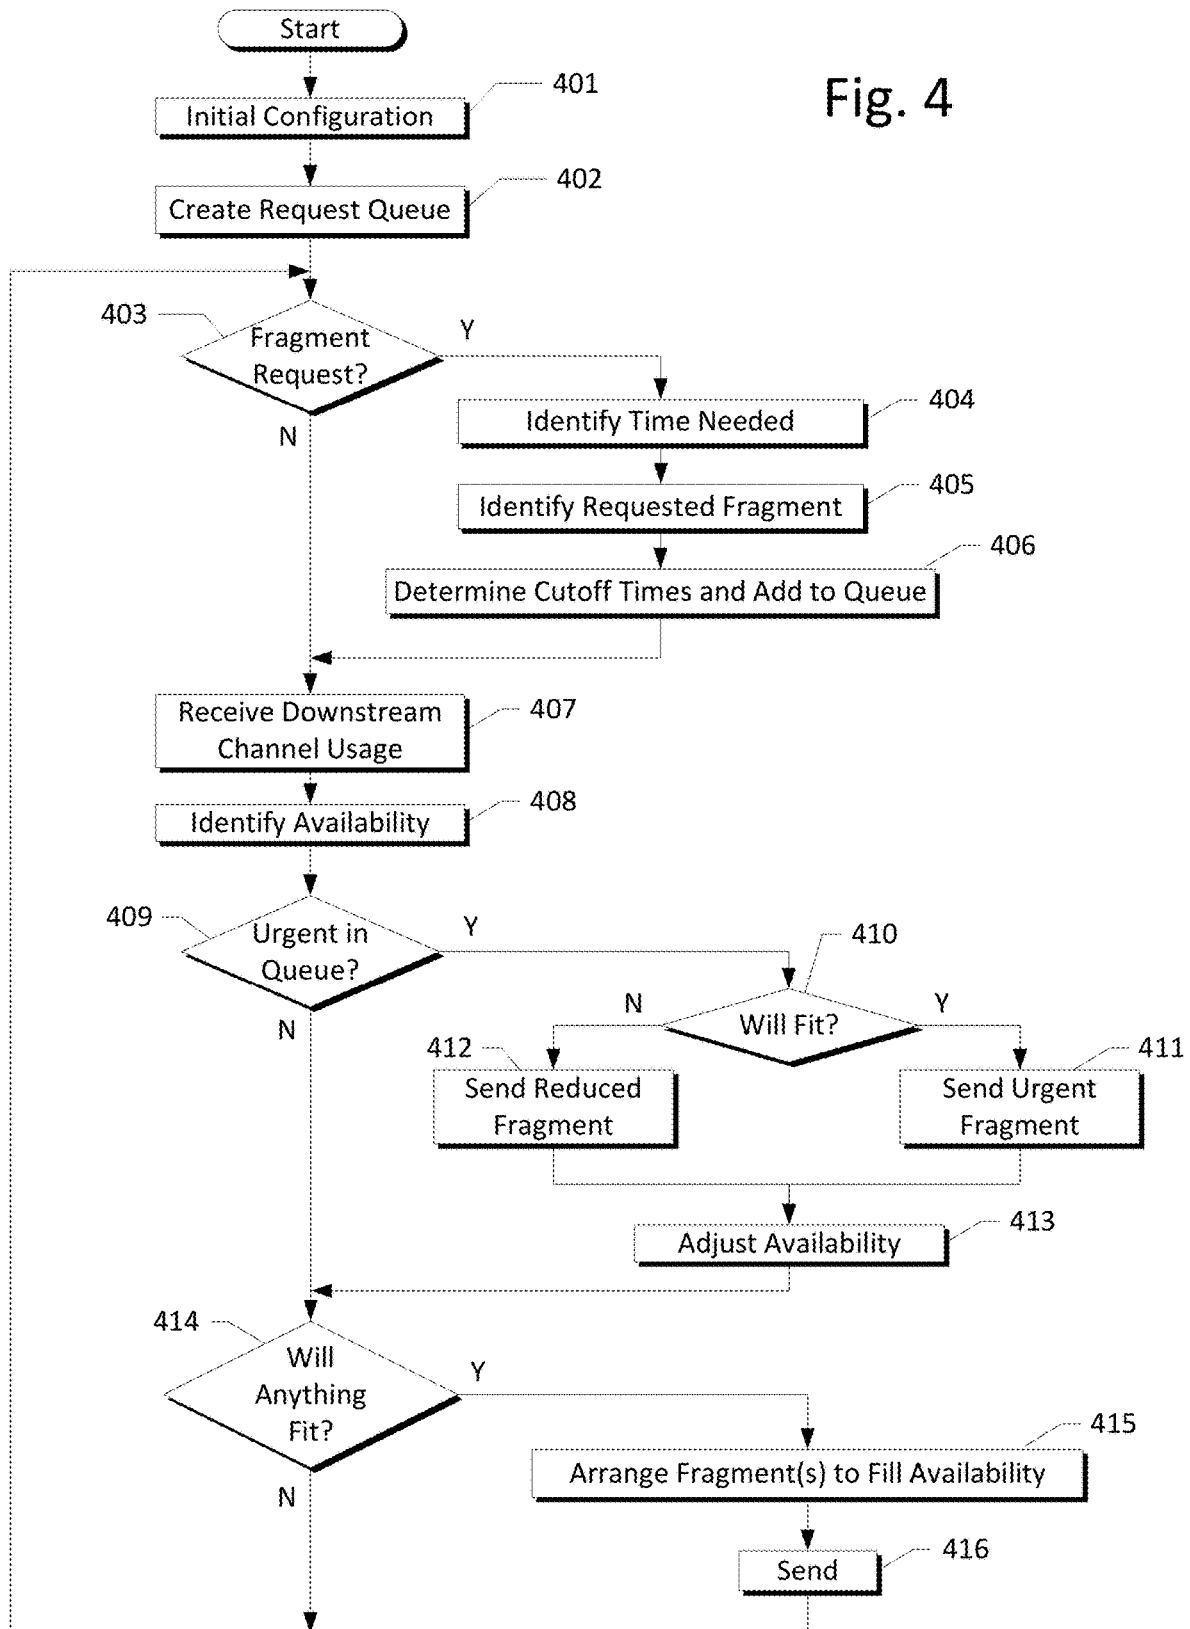 Start
Fig. 4
401
Initial Configuration
402
Create Request Queue
403
Fragment
Request?
Y
N
404
Identify Time Needed
405
Identify Requested Fragment
406
Determine Cutoff Times and Add to Queue
407
Receive Downstream
Channel Usage
408
Identify Availability
409
Urgent in
Queue?
Y
N
410
Will Fit?
N
Y
412
Send Reduced
Fragment
411
Send Urgent
Fragment
413
Adjust Availability
414
Will
Anything
Fit?
Y
N
415
Arrange Fragment(s) to Fill Availability
416
Send